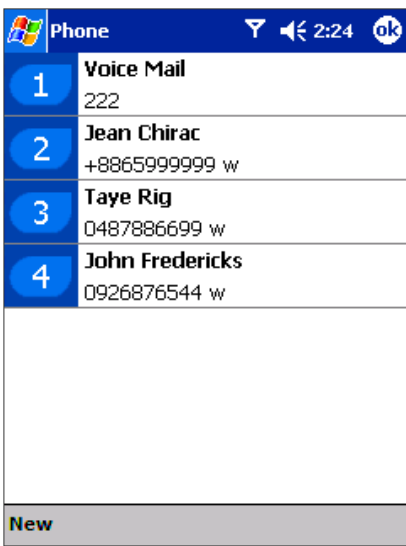 Phone 2:24 ok
1 Voice Mail
222
2 Jean Chirac
+8865999999 w
3 Taye Rig
0487886699 w
4 John Fredericks
0926876544 w
New